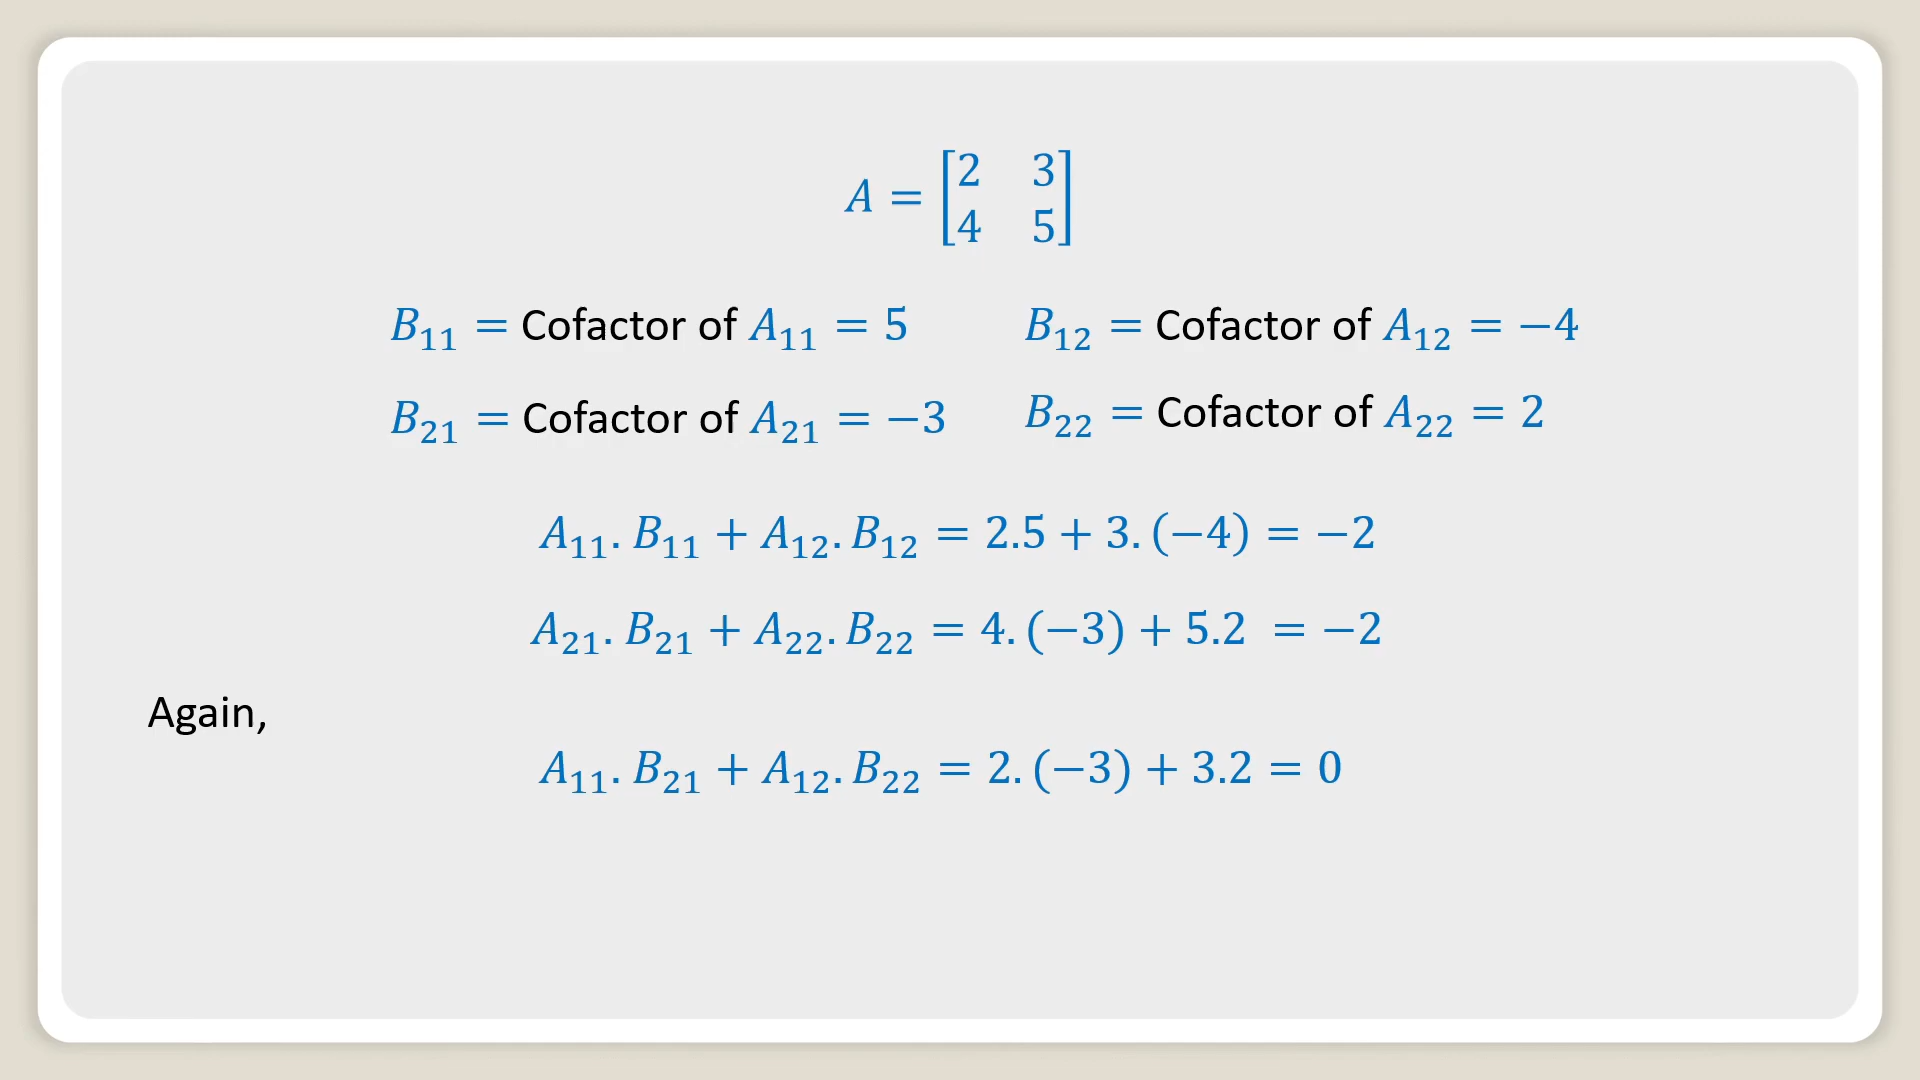 A = [2 3
4 5]
B₁₁ = Cofactor of A₁₁ = 5 B₁₂ = Cofactor of A₁₂ = −4
B₂₁ = Cofactor of A₂₁ = −3 B₂₂ = Cofactor of A₂₂ = 2
A₁₁. B₁₁ + A₁₂. B₁₂ = 2.5 + 3. (−4) = −2
A₂₁. B₂₁ + A₂₂. B₂₂ = 4. (−3) + 5.2 = −2
Again,
A₁₁. B₂₁ + A₁₂. B₂₂ = 2. (−3) + 3.2 = 0